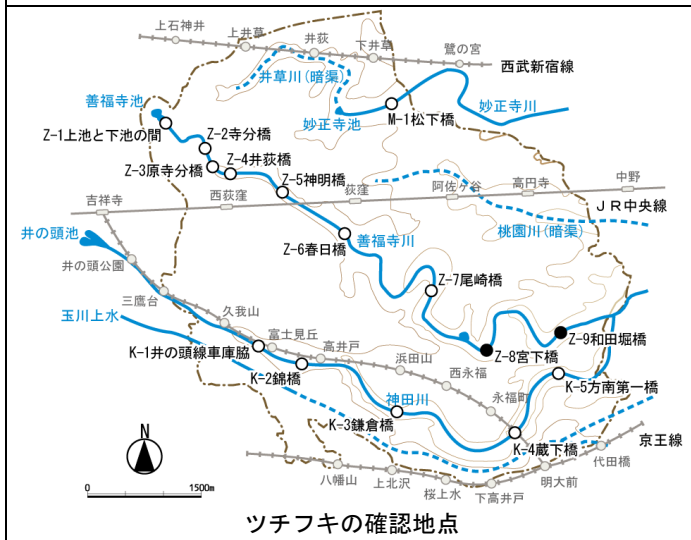 上石神井
上井草
井荻
下井草
鷺の宮
西武新宿線
井草川(暗渠)
善福寺池
妙正寺池
M-1松下橋
妙正寺川
Z-1上池と下池の間
Z-2寺分橋
Z-3原寺分橋
Z-4井荻橋
Z-5神明橋
吉祥寺
西荻窪
荻窪
阿佐ヶ谷
高円寺
中野
JR中央線
桃園川(暗渠)
井の頭池
Z-6春日橋
善福寺川
井の頭公園
Z-7尾崎橋
三鷹台
玉川上水
久我山
富士見丘
高井戸
Z-9和田堀橋
K-1井の頭線車庫脇
浜田山
Z-8宮下橋
K-2錦橋
西永福
K-5方南第一橋
神田川
永福町
K-3鎌倉橋
K-4蔵下橋
京王線
N
代田橋
八幡山
上北沢
桜上水
下高井戸
明大前
0
1500m
ツチフキの確認地点